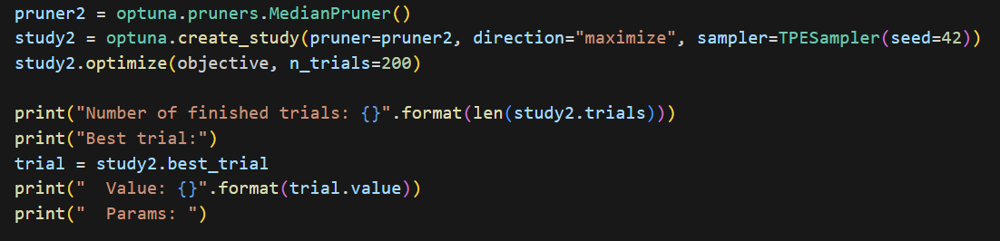 pruner2 = optuna.pruners.MedianPruner()
study2 = optuna.create_study(pruner=pruner2, direction="maximize", sampler=TPESampler(seed=42))
study2.optimize(objective, n_trials=200)

print("Number of finished trials: {}".format(len(study2.trials)))
print("Best trial:")
trial = study2.best_trial
print("  Value: {}".format(trial.value))
print("  Params: ")